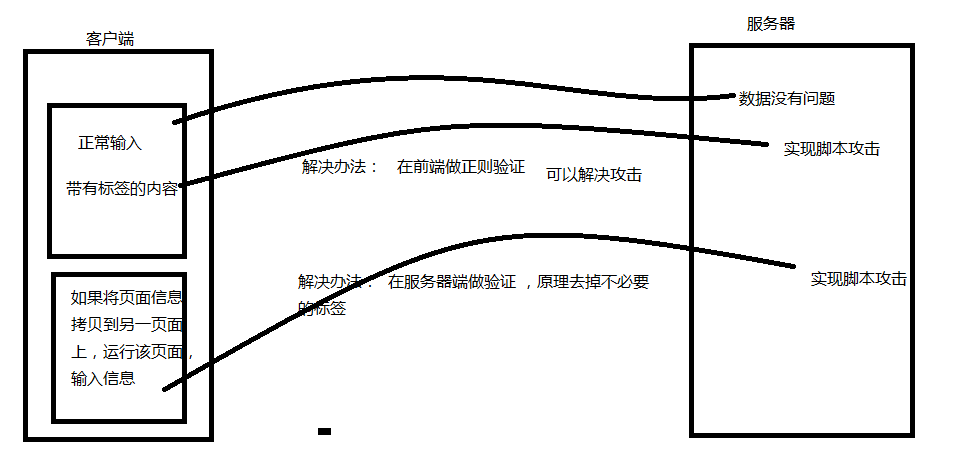 客户端
服务器
正常输入
带有标签的内容
数据没有问题
实现脚本攻击
解决办法： 在前端做正则验证 可以解决攻击
如果将页面信息
拷贝到另一页面
上，运行该页面，
输入信息
解决办法： 在服务器端做验证 ，原理去掉不必要
的标签
实现脚本攻击